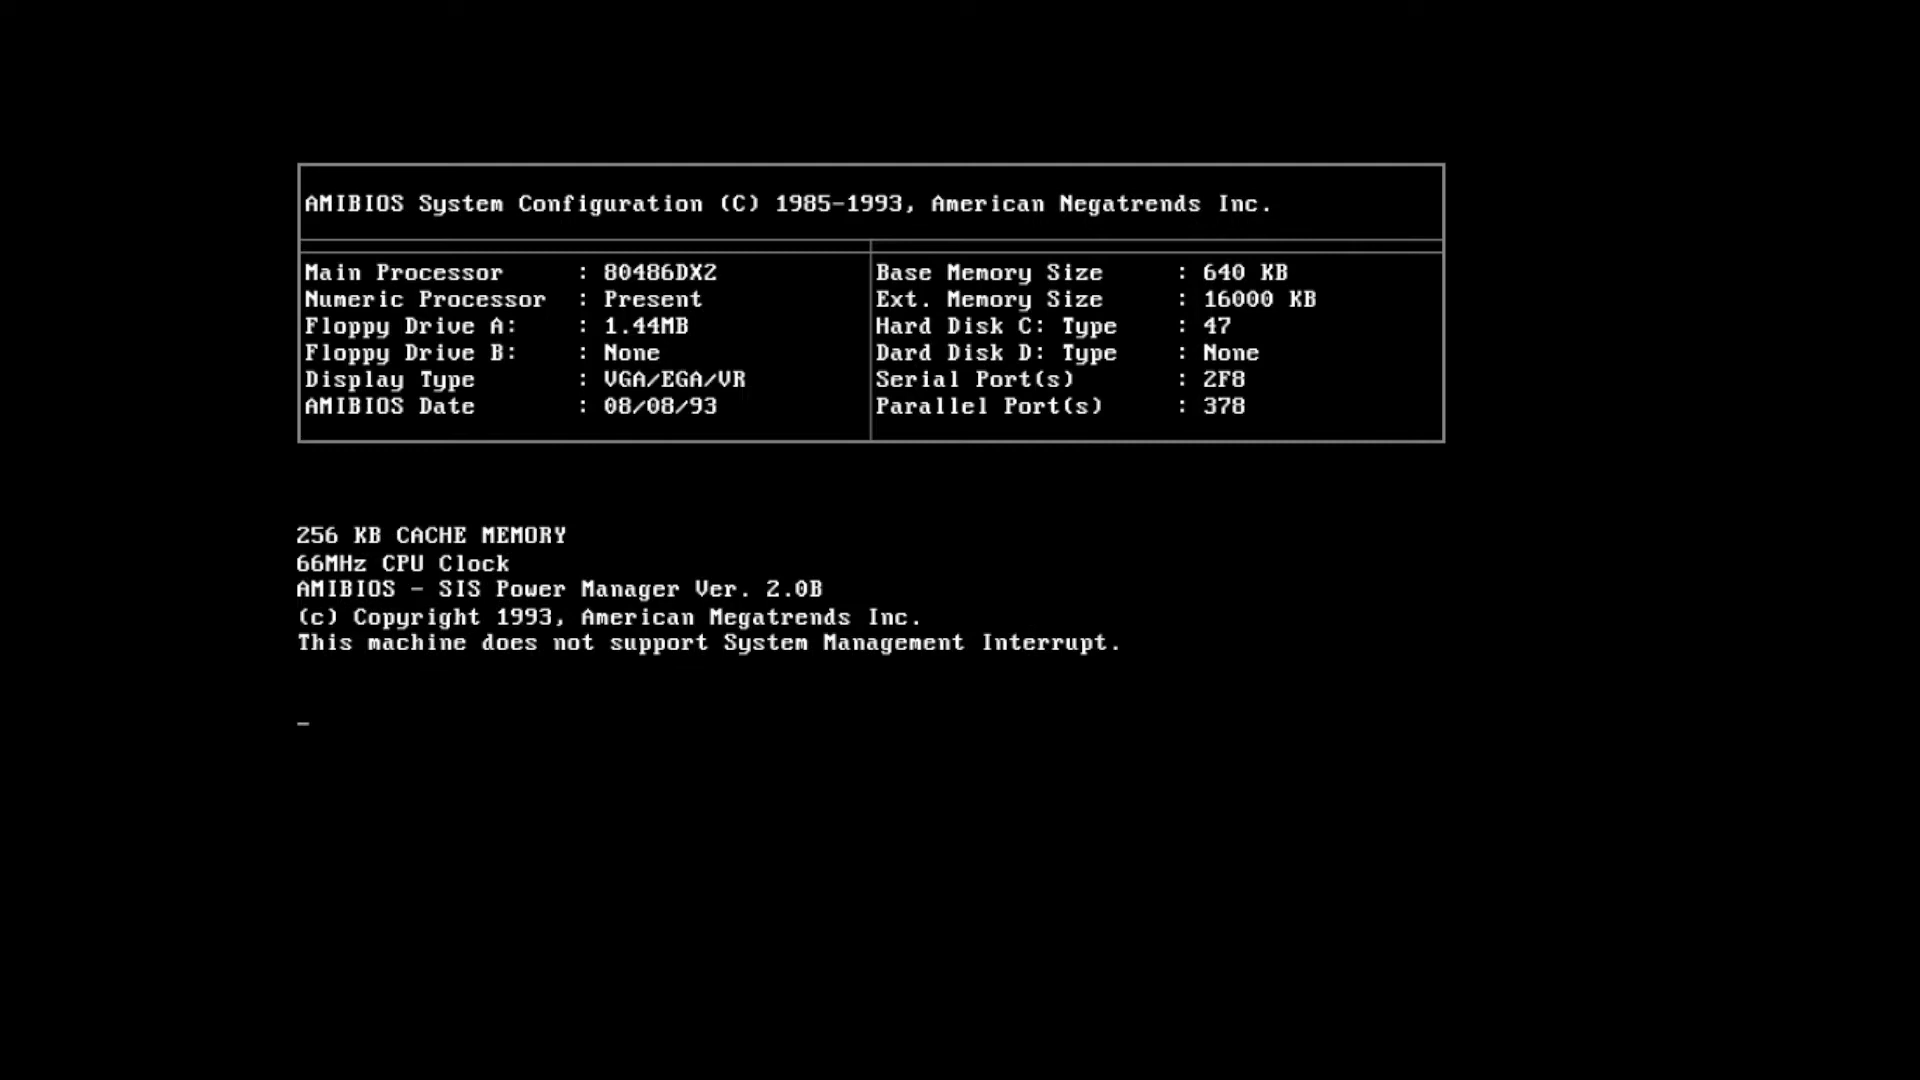 AMIBIOS System Configuration (C) 1985-1993, American Negatrends Inc.
Main Processor : 80486DX2
Numeric Processor : Present
Floppy Drive A: : 1.44MB
Floppy Drive B: : None
Display Type : VGA/EGA/VR
AMIBIOS Date : 08/08/93
Base Memory Size : 640 KB
Ext. Memory Size : 16000 KB
Hard Disk C: Type : 47
Dard Disk D: Type : None
Serial Port(s) : 2F8
Parallel Port(s) : 378
256 KB CACHE MEMORY
66MHz CPU Clock
AMIBIOS - SIS Power Manager Ver. 2.0B
(c) Copyright 1993, American Megatrends Inc.
This machine does not support System Management Interrupt.
_